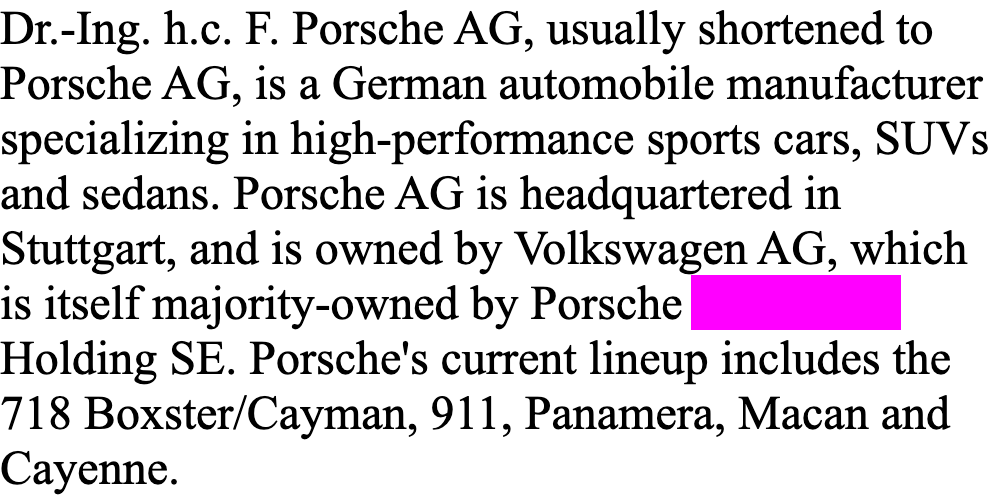 Dr.-Ing. h.c. F. Porsche AG, usually shortened to
Porsche AG, is a German automobile manufacturer
specializing in high-performance sports cars, SUVs
and sedans. Porsche AG is headquartered in
Stuttgart, and is owned by Volkswagen AG, which
is itself majority-owned by Porsche
Holding SE. Porsche's current lineup includes the
718 Boxster/Cayman, 911, Panamera, Macan and
Cayenne.